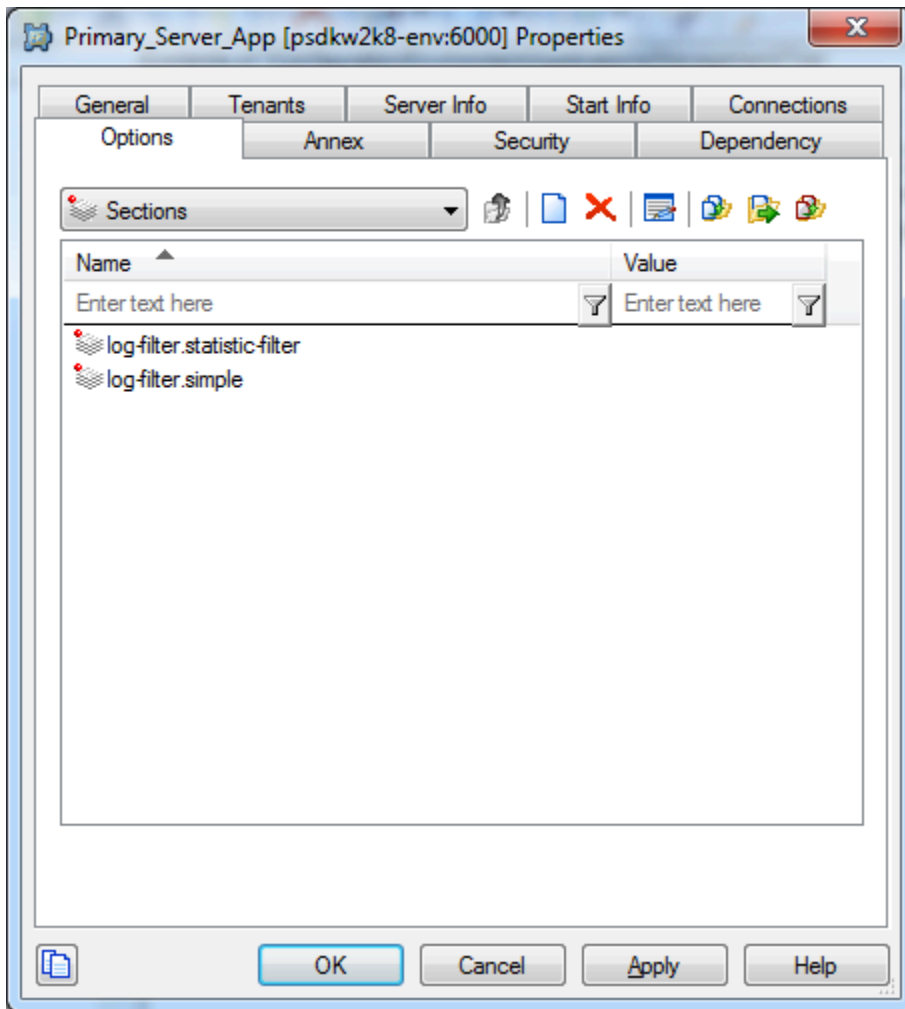 Primary_Server_App [psdkw2k8-env:6000] Properties
General Tenants Server Info Start Info Connections
Options Annex Security Dependency
Sections
Name Value
Enter text here Enter text here
log-filter.statistic-filter
log-filter.simple
OK Cancel Apply Help